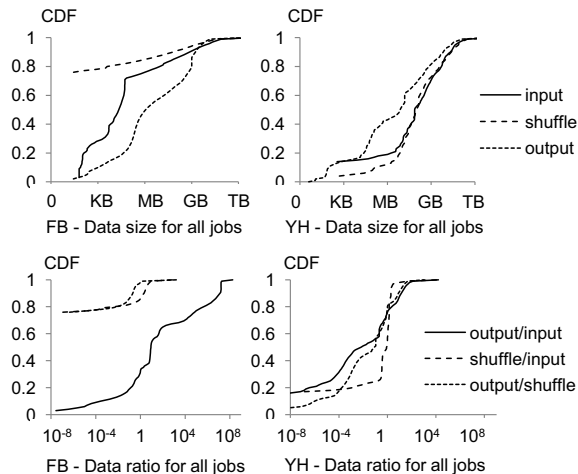 CDF
1
0.8
0.6
0.4
0.2
0
0 KB MB GB TB
FB - Data size for all jobs
CDF
1
0.8
0.6
0.4
0.2
0
0 KB MB GB TB
YH - Data size for all jobs
input
shuffle
output
CDF
1
0.8
0.6
0.4
0.2
0
10⁻⁸ 10⁻⁴ 1 10⁴ 10⁸
FB - Data ratio for all jobs
CDF
1
0.8
0.6
0.4
0.2
0
10⁻⁸ 10⁻⁴ 1 10⁴ 10⁸
YH - Data ratio for all jobs
output/input
shuffle/input
output/shuffle